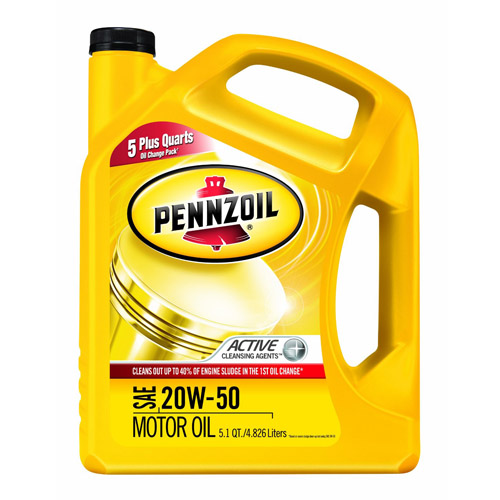 5 Plus Quarts
Oil Change Pack*
PENNZOIL®
ACTIVE
CLEANSING AGENTS™
CLEANS OUT UP TO 40% OF ENGINE SLUDGE IN THE 1ST OIL CHANGE*
SAE 20W-50
MOTOR OIL 5.1 QT./4.826 Liters